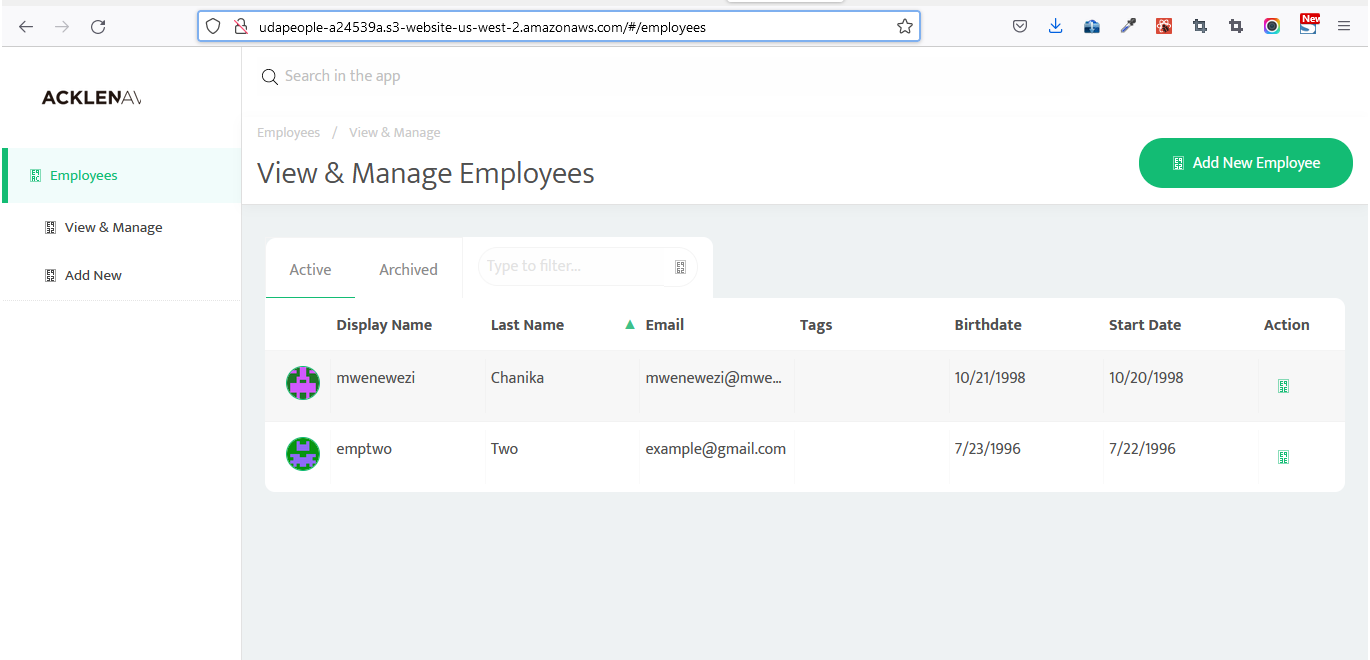 udapeople-a24539a.s3-website-us-west-2.amazonaws.com/#/employees
New
ACKLENAV
Search in the app
Employees / View & Manage
View & Manage Employees
Add New Employee
Employees
View & Manage
Add New
Active Archived Type to filter...
Display Name Last Name ▲ Email Tags Birthdate Start Date Action
mwenewezi Chanika mwenewezi@mwe... 10/21/1998 10/20/1998
emptwo Two example@gmail.com 7/23/1996 7/22/1996